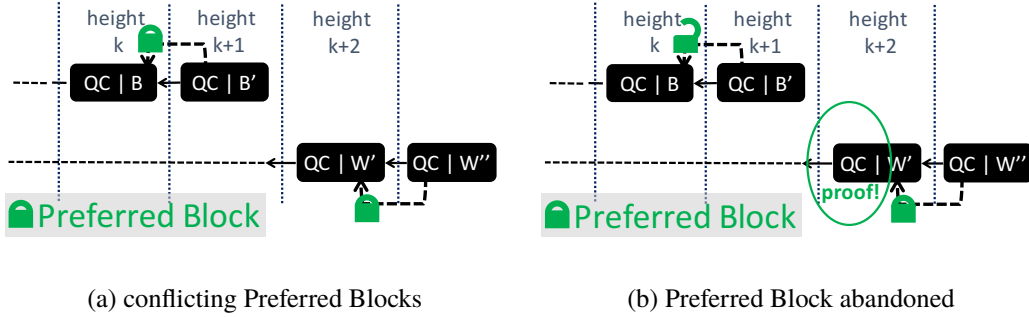 height
k
height
k+1
height
k+2
QC | B
QC | B'
QC | W'
QC | W''
Preferred Block
(a) conflicting Preferred Blocks
height
k
height
k+1
height
k+2
QC | B
QC | B'
QC | W'
QC | W''
proof!
Preferred Block
(b) Preferred Block abandoned